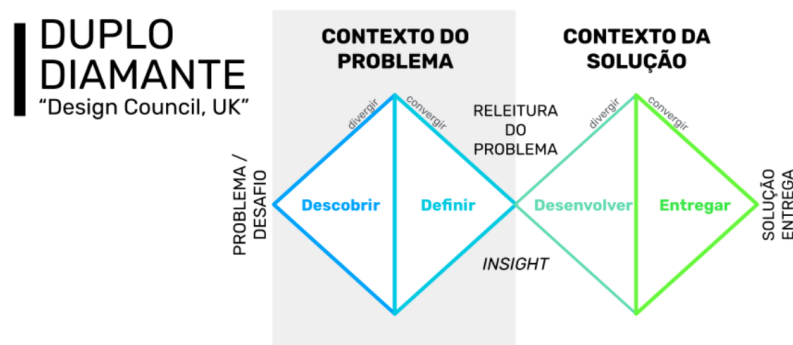 DUPLO
DIAMANTE
“Design Council, UK”
CONTEXTO DO
PROBLEMA
CONTEXTO DA
SOLUÇÃO
PROBLEMA /
DESAFIO
divergir
convergir
Descobrir
Definir
RELEITURA
DO
PROBLEMA
INSIGHT
divergir
convergir
Desenvolver
Entregar
SOLUÇÃO
ENTREGA